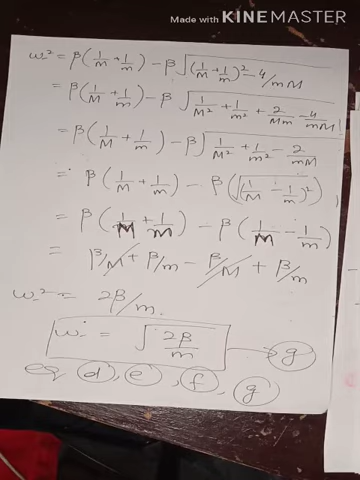 Made with KINEMASTER
ω₋² = β(1/M + 1/m) − β√((1/M + 1/m)² − 4/mM)
= β(1/M + 1/m) − β√(1/M² + 1/m² + 2/Mm − 4/mM)
= β(1/M + 1/m) − β√(1/M² + 1/m² − 2/mM)
= β(1/M + 1/m) − β(√(1/M − 1/m)²)
= β(1/M + 1/m) − β(1/M − 1/m)
= β/M + β/m − β/M + β/m
ω₋² = 2β/m.
ω₋ = √(2β/m) → g
eq d, e, f, g